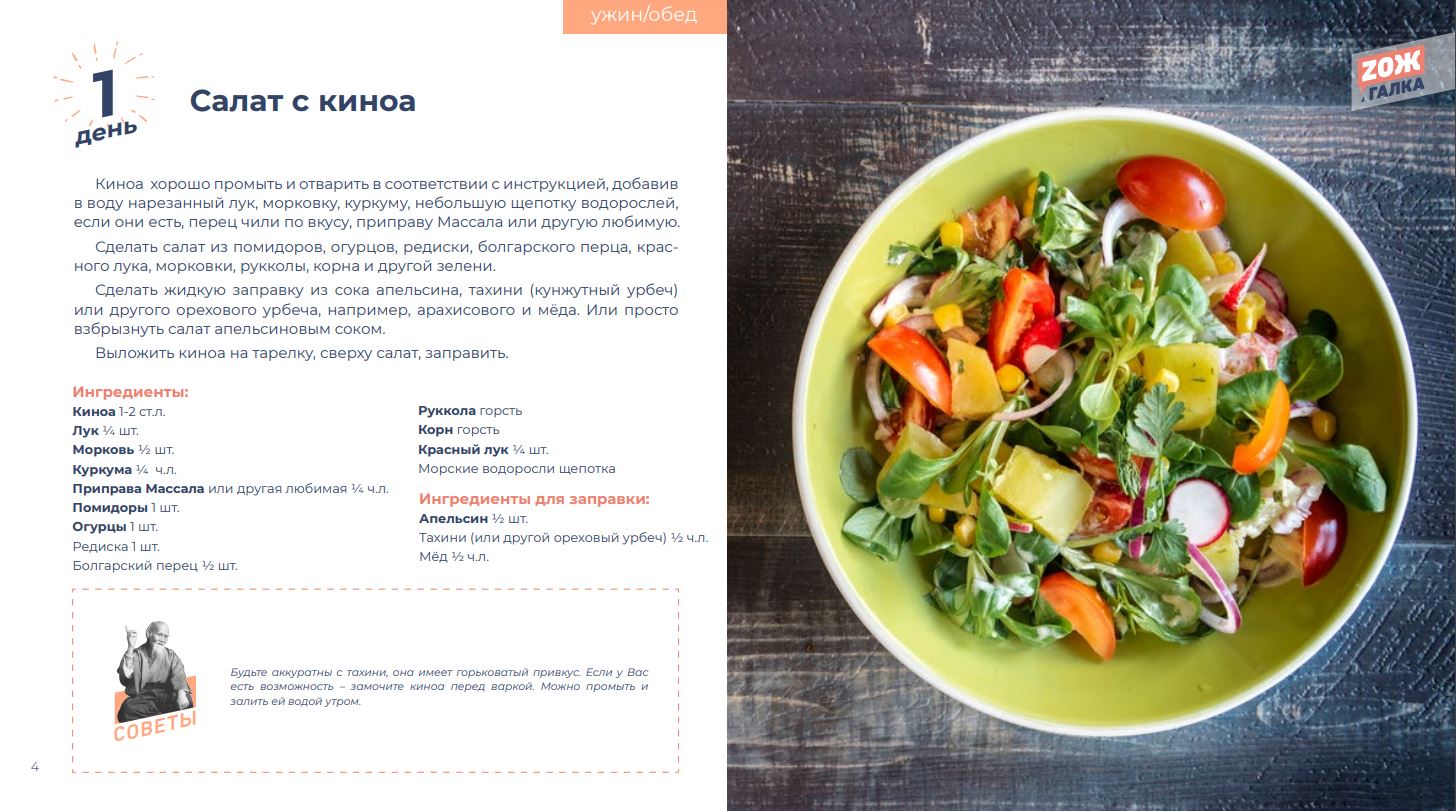 ужин/обед
1
день
Салат с киноа
Киноа хорошо промыть и отварить в соответствии с инструкцией, добавив
в воду нарезанный лук, морковку, куркуму, небольшую щепотку водорослей,
если они есть, перец чили по вкусу, приправу Массала или другую любимую.
Сделать салат из помидоров, огурцов, редиски, болгарского перца, крас-
ного лука, морковки, рукколы, корна и другой зелени.
Сделать жидкую заправку из сока апельсина, тахини (кунжутный урбеч)
или другого орехового урбеча, например, арахисового и мёда. Или просто
взбрызнуть салат апельсиновым соком.
Выложить киноа на тарелку, сверху салат, заправить.
Ингредиенты:
Киноа 1-2 ст.л.
Лук ¼ шт.
Морковь ½ шт.
Куркума ¼ ч.л.
Приправа Массала или другая любимая ¼ ч.л.
Помидоры 1 шт.
Огурцы 1 шт.
Редиска 1 шт.
Болгарский перец ½ шт.
Руккола горсть
Корн горсть
Красный лук ¼ шт.
Морские водоросли щепотка
Ингредиенты для заправки:
Апельсин ½ шт.
Тахини (или другой ореховый урбеч) ½ ч.л.
Мёд ½ ч.л.
Будьте аккуратны с тахини, она имеет горьковатый привкус. Если у Вас
есть возможность – замочите киноа перед варкой. Можно промыть и
залить ей водой утром.
СОВЕТЫ
4
ZОЖ
ГАЛКА